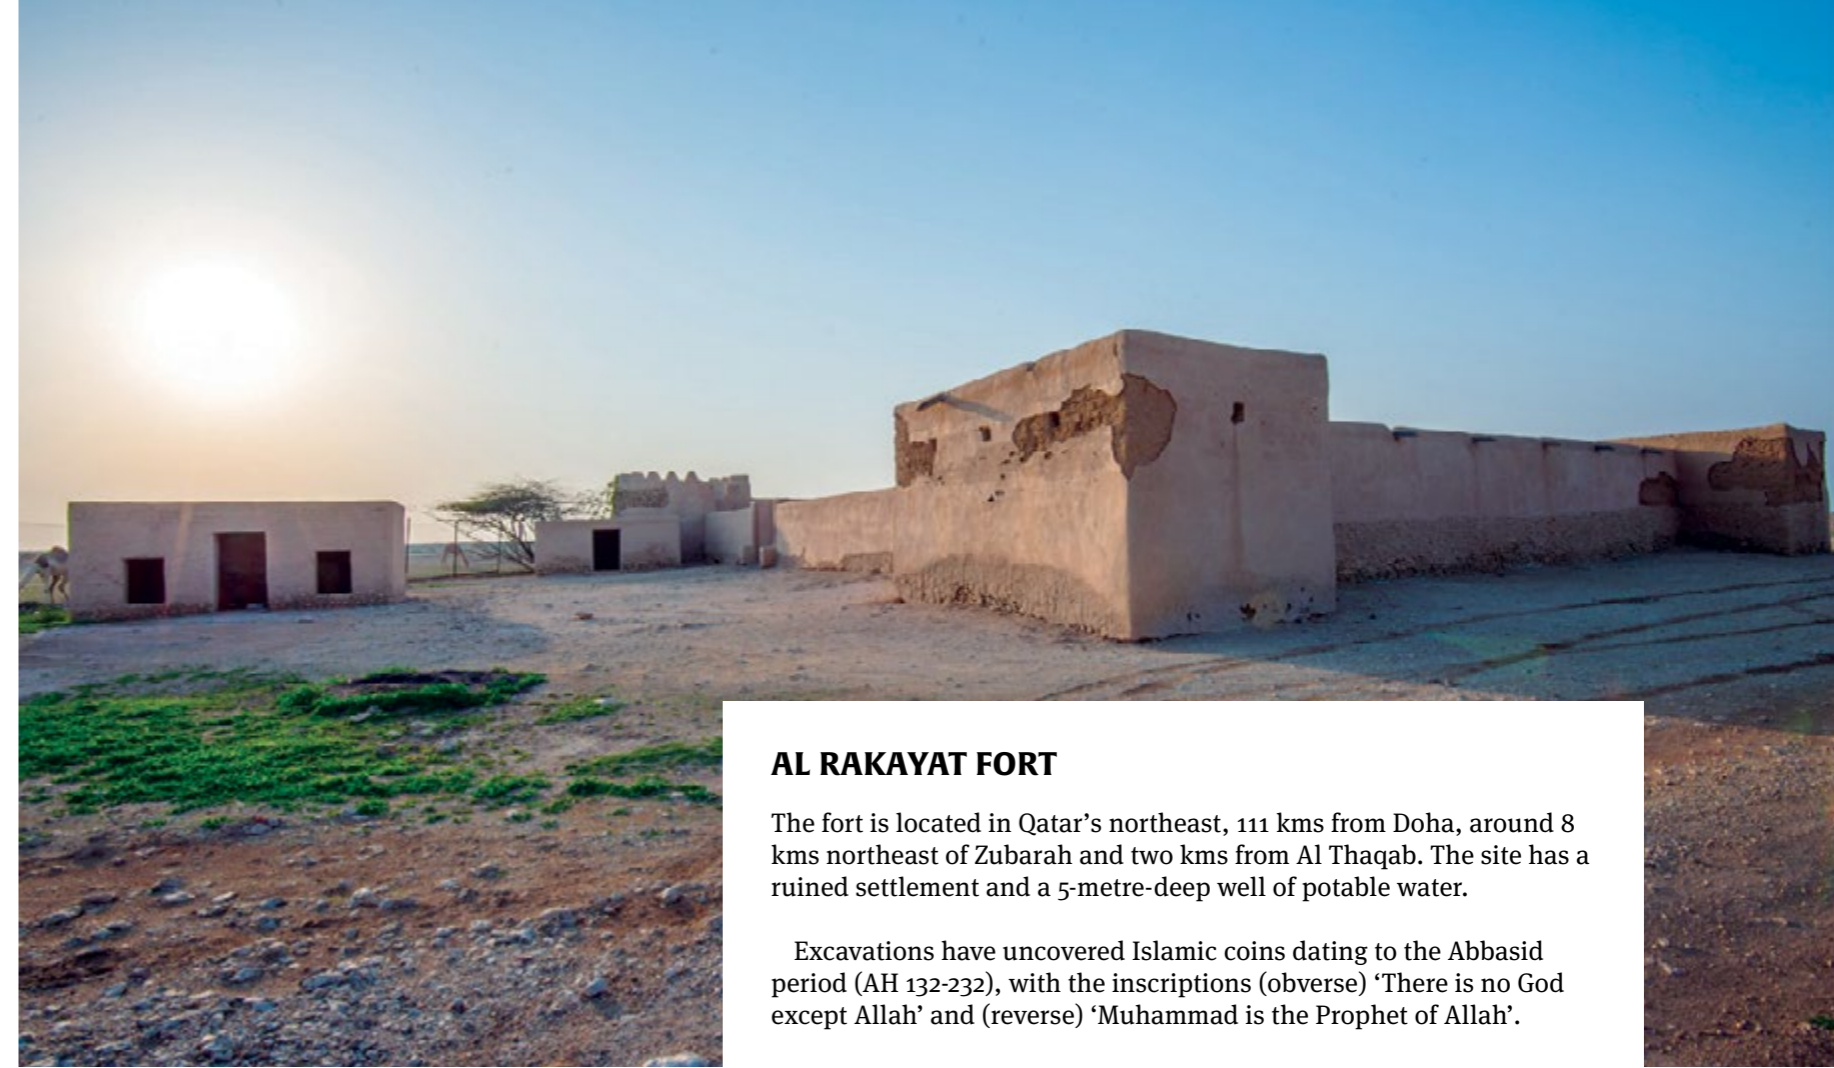 AL RAKAYAT FORT
The fort is located in Qatar’s northeast, 111 kms from Doha, around 8
kms northeast of Zubarah and two kms from Al Thaqab. The site has a
ruined settlement and a 5-metre-deep well of potable water.
Excavations have uncovered Islamic coins dating to the Abbasid
period (AH 132-232), with the inscriptions (obverse) ‘There is no God
except Allah’ and (reverse) ‘Muhammad is the Prophet of Allah’.